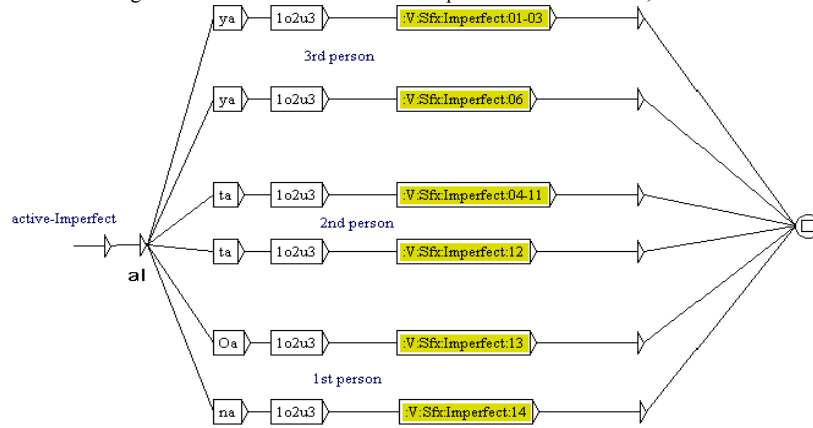 ya 1o2u3 :V:Sfx:Imperfect:01-03
3rd person
ya 1o2u3 :V:Sfx:Imperfect:06
ta 1o2u3 :V:Sfx:Imperfect:04-11
active-Imperfect
2nd person
ta 1o2u3 :V:Sfx:Imperfect:12
aI
Oa 1o2u3 :V:Sfx:Imperfect:13
1st person
na 1o2u3 :V:Sfx:Imperfect:14